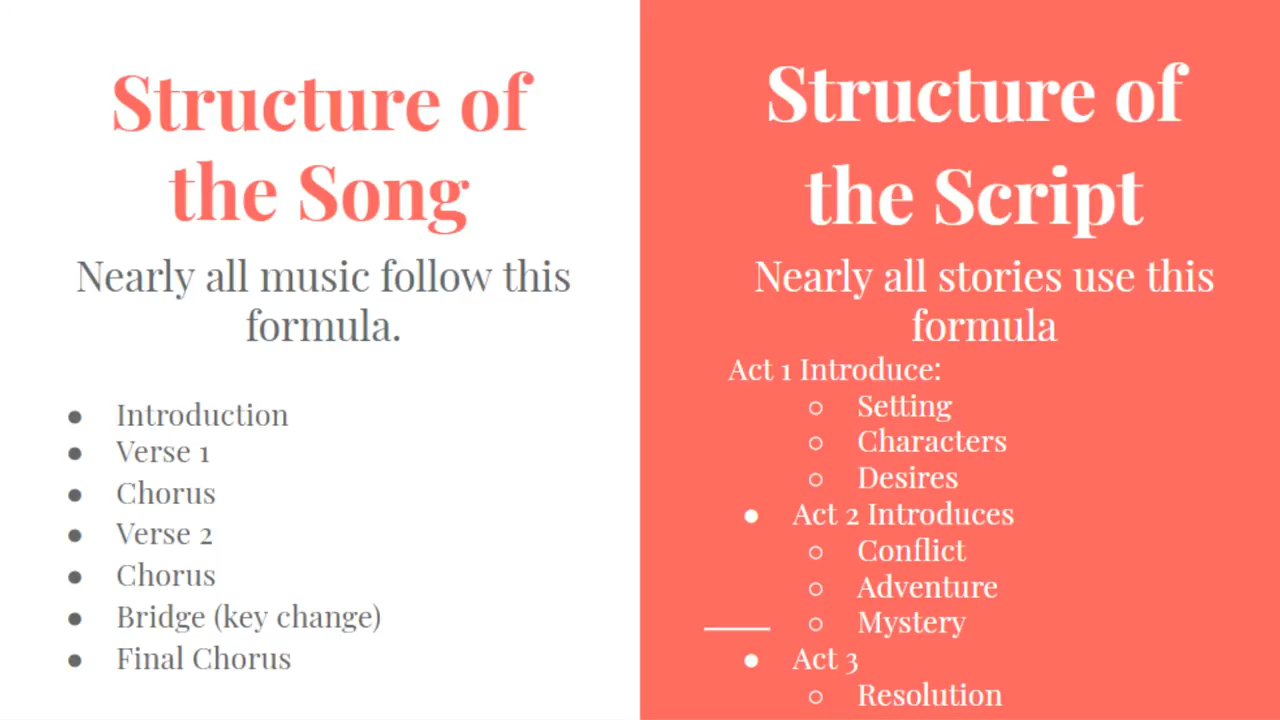 Structure of
the Song
Nearly all music follow this
formula.
● Introduction
● Verse 1
● Chorus
● Verse 2
● Chorus
● Bridge (key change)
● Final Chorus
Structure of
the Script
Nearly all stories use this
formula
Act 1 Introduce:
○ Setting
○ Characters
○ Desires
● Act 2 Introduces
○ Conflict
○ Adventure
○ Mystery
● Act 3
○ Resolution